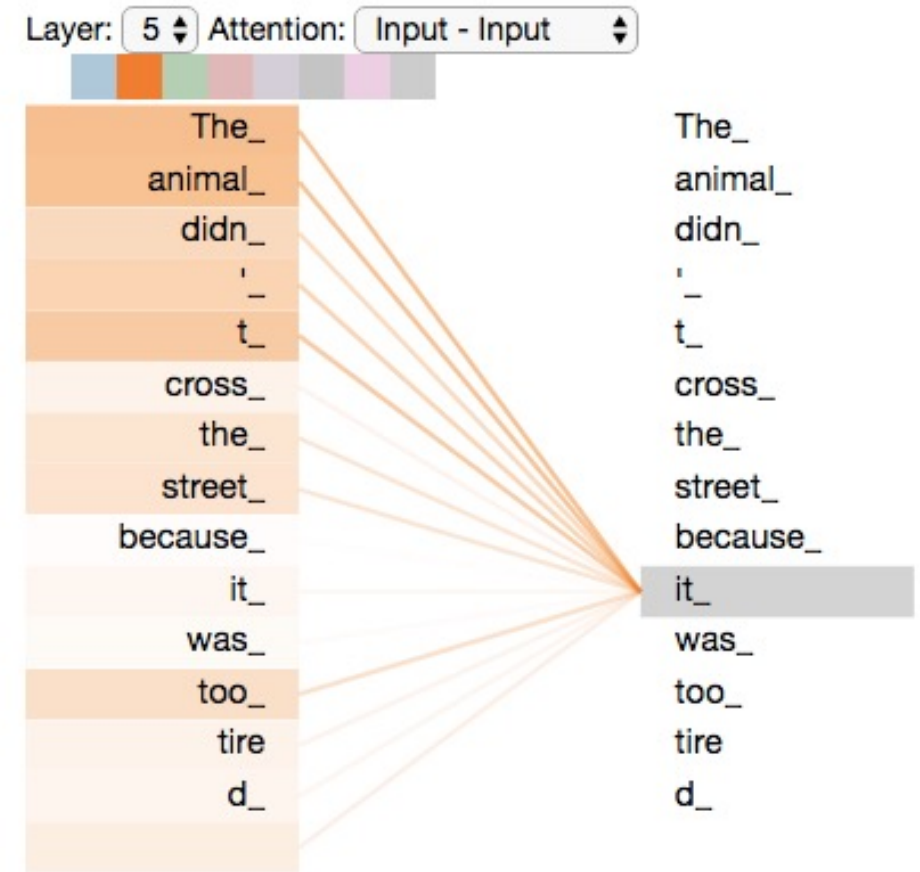 Layer: 5 Attention: Input - Input
The_ The_
animal_ animal_
didn_ didn_
'_ '_
t_ t_
cross_ cross_
the_ the_
street_ street_
because_ because_
it_ it_
was_ was_
too_ too_
tire tire
d_ d_